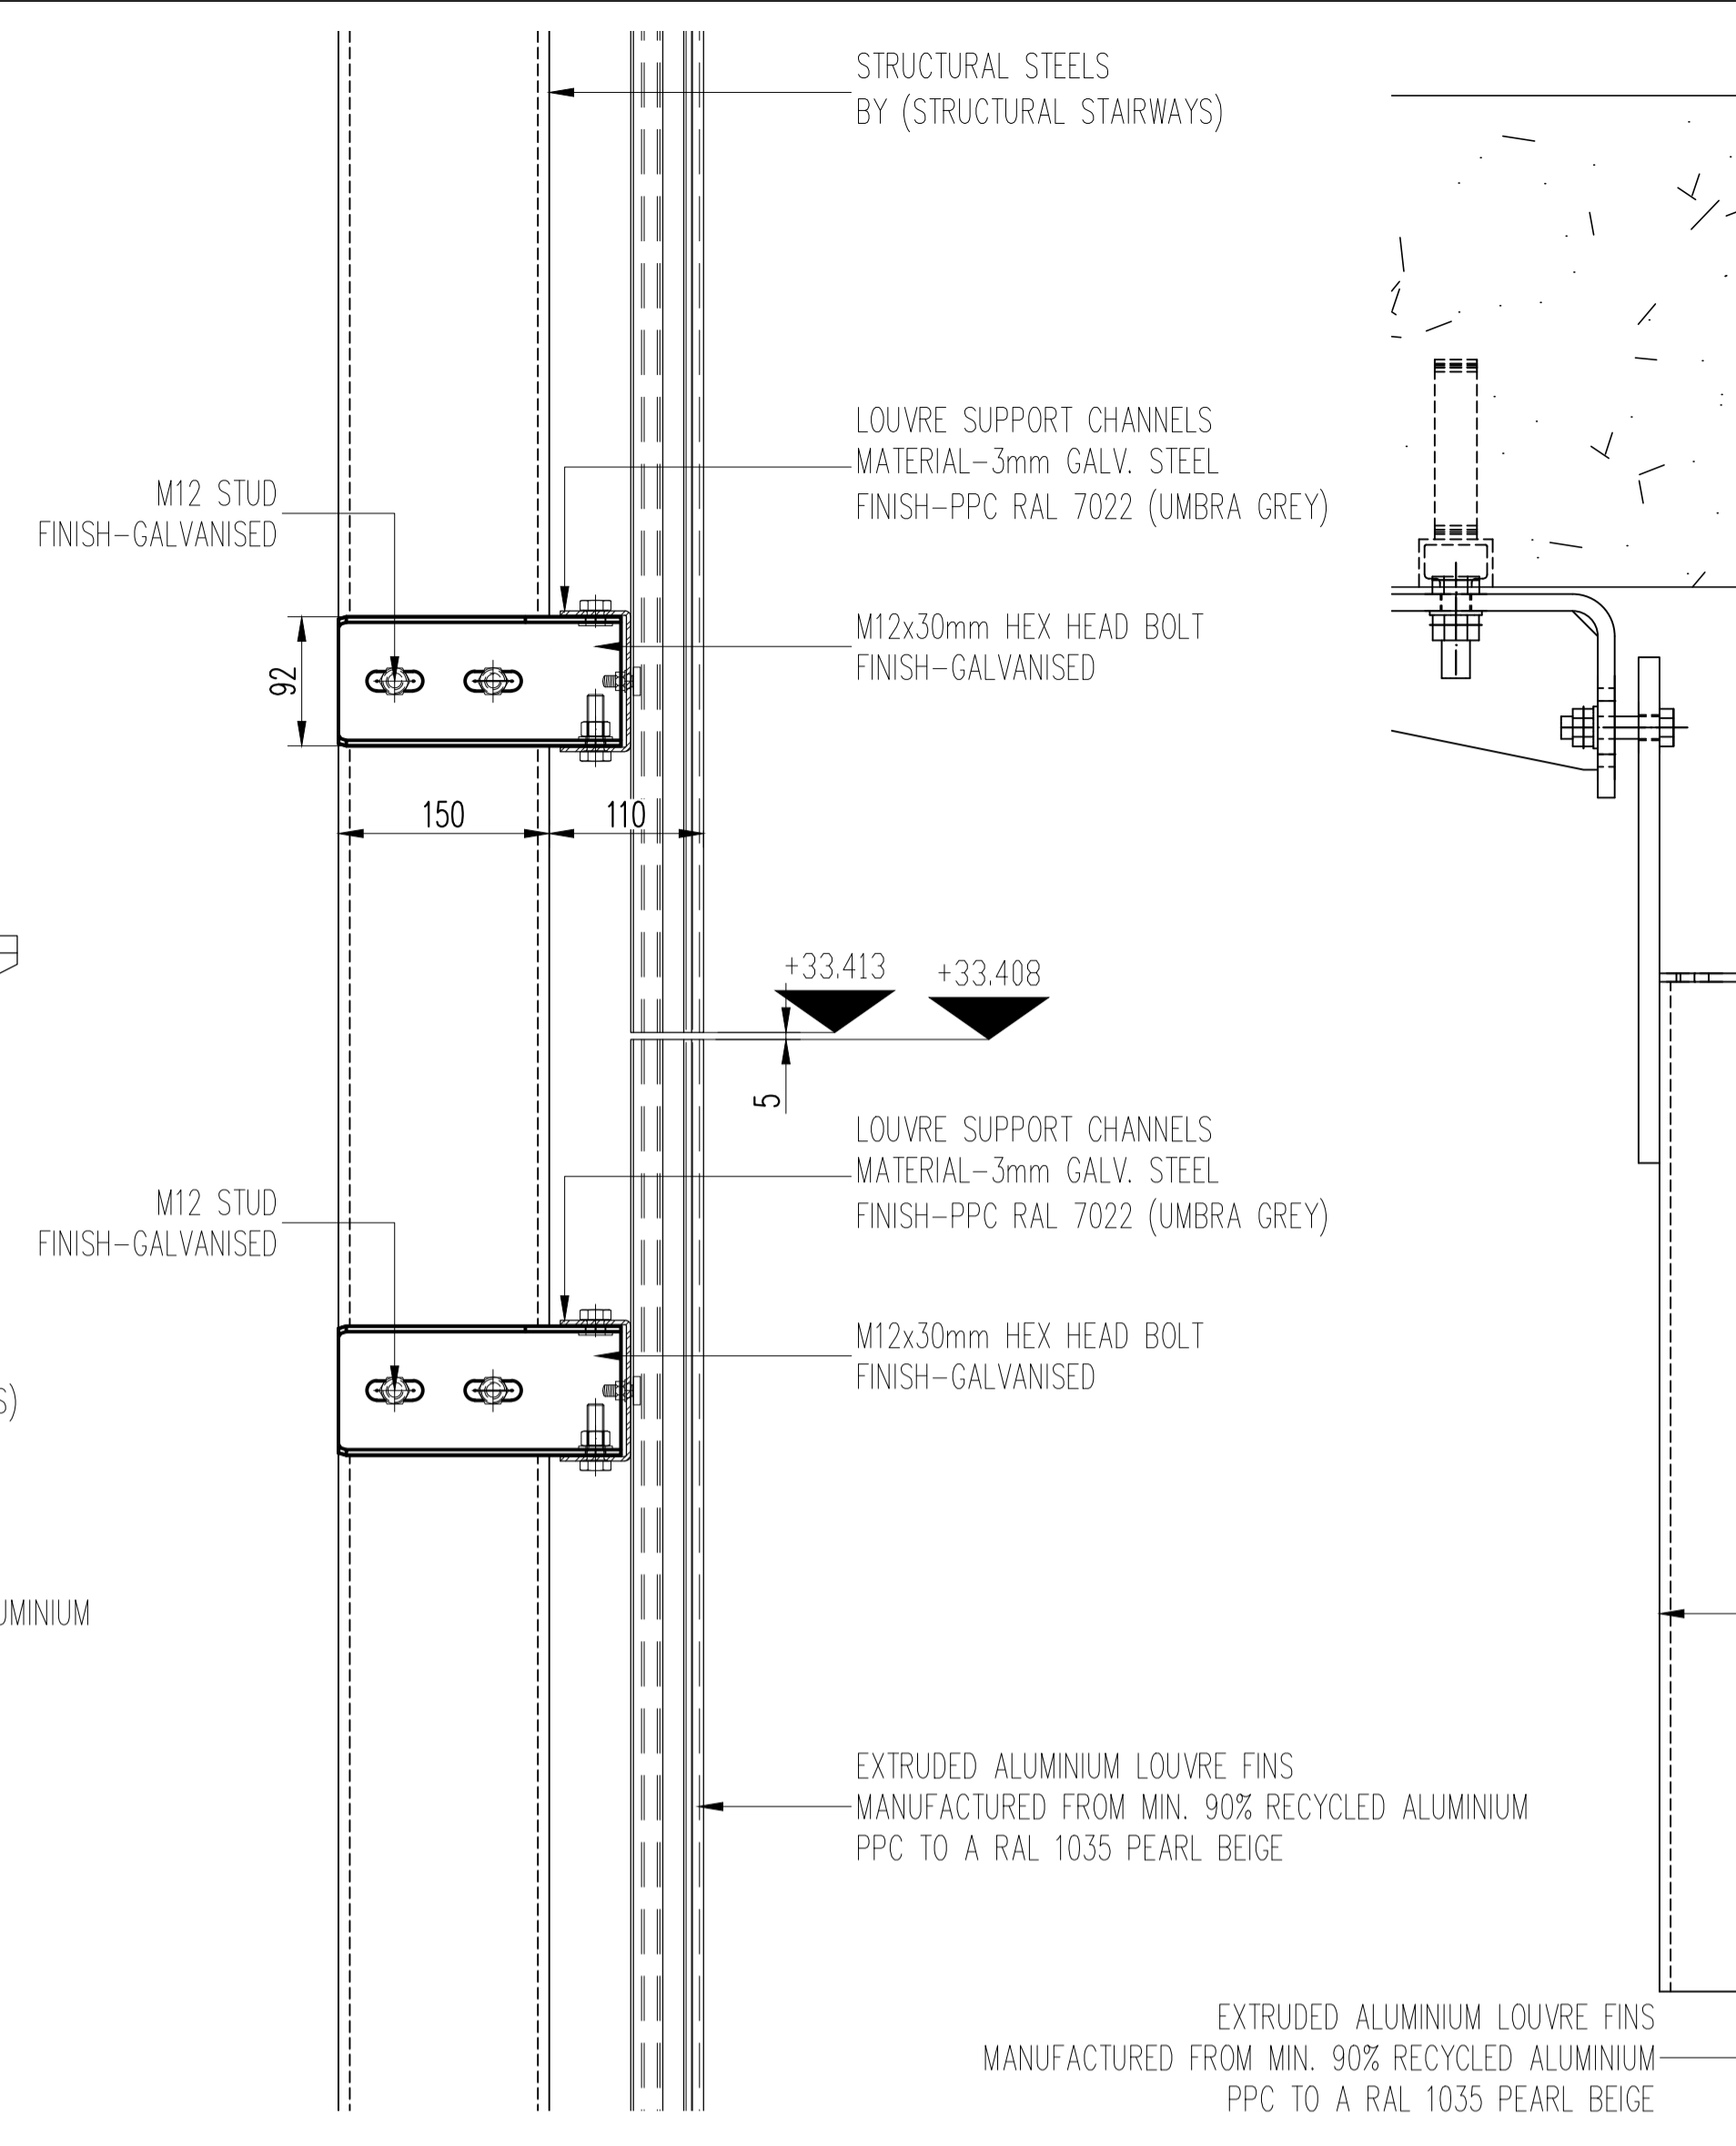 STRUCTURAL STEELS
BY (STRUCTURAL STAIRWAYS)
LOUVRE SUPPORT CHANNELS
MATERIAL-3mm GALV. STEEL
FINISH-PPC RAL 7022 (UMBRA GREY)
M12 STUD
FINISH-GALVANISED
M12x30mm HEX HEAD BOLT
FINISH-GALVANISED
92
150
110
+33.413
+33.408
5
LOUVRE SUPPORT CHANNELS
MATERIAL-3mm GALV. STEEL
FINISH-PPC RAL 7022 (UMBRA GREY)
M12 STUD
FINISH-GALVANISED
M12x30mm HEX HEAD BOLT
FINISH-GALVANISED
S)
UMINIUM
EXTRUDED ALUMINIUM LOUVRE FINS
MANUFACTURED FROM MIN. 90% RECYCLED ALUMINIUM
PPC TO A RAL 1035 PEARL BEIGE
EXTRUDED ALUMINIUM LOUVRE FINS
MANUFACTURED FROM MIN. 90% RECYCLED ALUMINIUM
PPC TO A RAL 1035 PEARL BEIGE